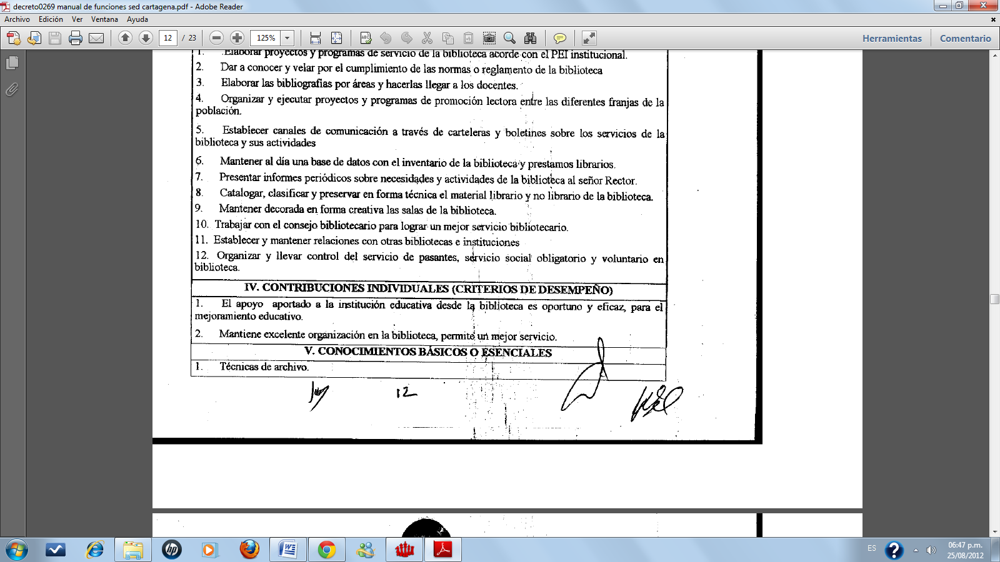 decreto0269 manual de funciones sed cartagena.pdf - Adobe Reader
Archivo Edición Ver Ventana Ayuda
12 / 23 125% Herramientas Comentario
1. .Elaborar proyectos y programas de servicio de la biblioteca acorde con el PEI institucional.
2. Dar a conocer y velar por el cumplimiento de las normas o reglamento de la biblioteca
3. Elaborar las bibliografias por áreas y hacerlas llegar a los docentes.
4. Organizar y ejecutar proyectos y programas de promoción lectora entre las diferentes franjas de la
población.
5. Establecer canales de comunicación a través de carteleras y boletines sobre los servicios de la
biblioteca y sus actividades
6. Mantener al día una base de datos con el inventario de la biblioteca y prestamos librarios.
7. Presentar informes periódicos sobre necesidades y actividades de la biblioteca al señor Rector.
8. Catalogar, clasificar y preservar en forma técnica el material librario y no librario de la biblioteca.
9. Mantener decorada en forma creativa las salas de la biblioteca.
10. Trabajar con el consejo bibliotecario para lograr un mejor servicio bibliotecario.
11. Establecer y mantener relaciones con otras bibliotecas e instituciones
12. Organizar y llevar control del servicio de pasantes, servicio social obligatorio y voluntario en
biblioteca.
IV. CONTRIBUCIONES INDIVIDUALES (CRITERIOS DE DESEMPEÑO)
1. El apoyo aportado a la institución educativa desde la biblioteca es oportuno y eficaz, para el
mejoramiento educativo.
2. Mantiene excelente organización en la biblioteca, permite un mejor servicio.
V. CONOCIMIENTOS BÁSICOS O ESENCIALES
1. Técnicas de archivo.
12
ES 06:47 p.m.
25/08/2012